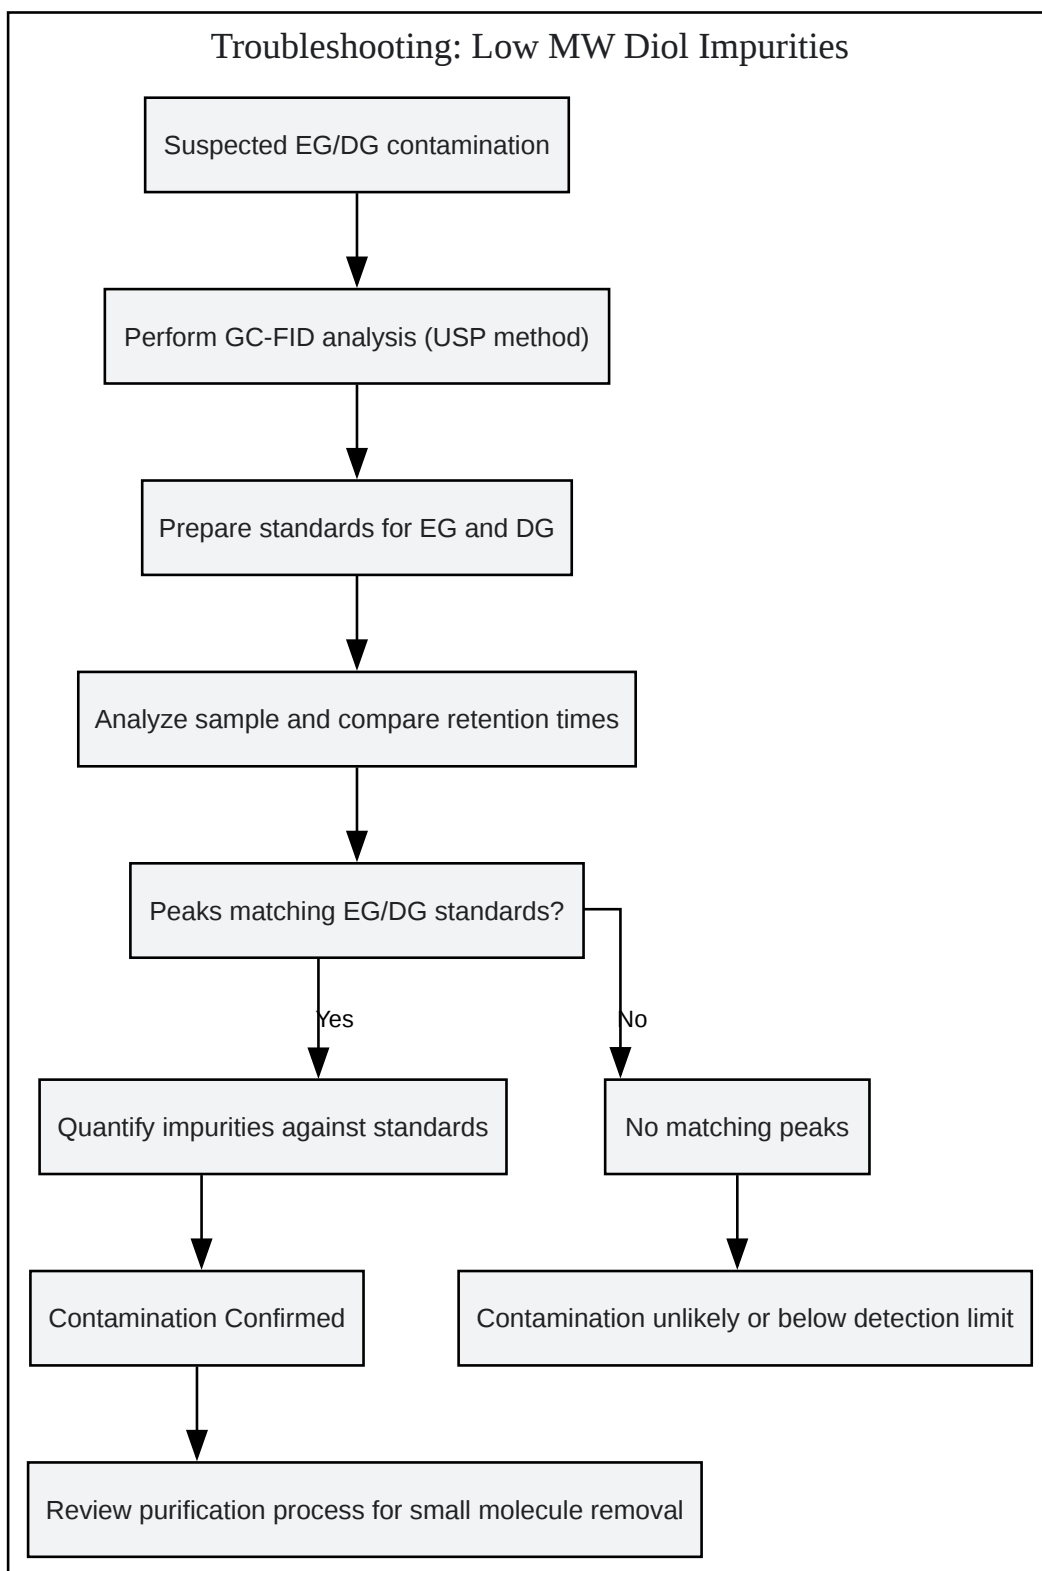 Troubleshooting: Low MW Diol Impurities
Suspected EG/DG contamination
Perform GC-FID analysis (USP method)
Prepare standards for EG and DG
Analyze sample and compare retention times
Peaks matching EG/DG standards?
Yes
No
Quantify impurities against standards
No matching peaks
Contamination Confirmed
Contamination unlikely or below detection limit
Review purification process for small molecule removal